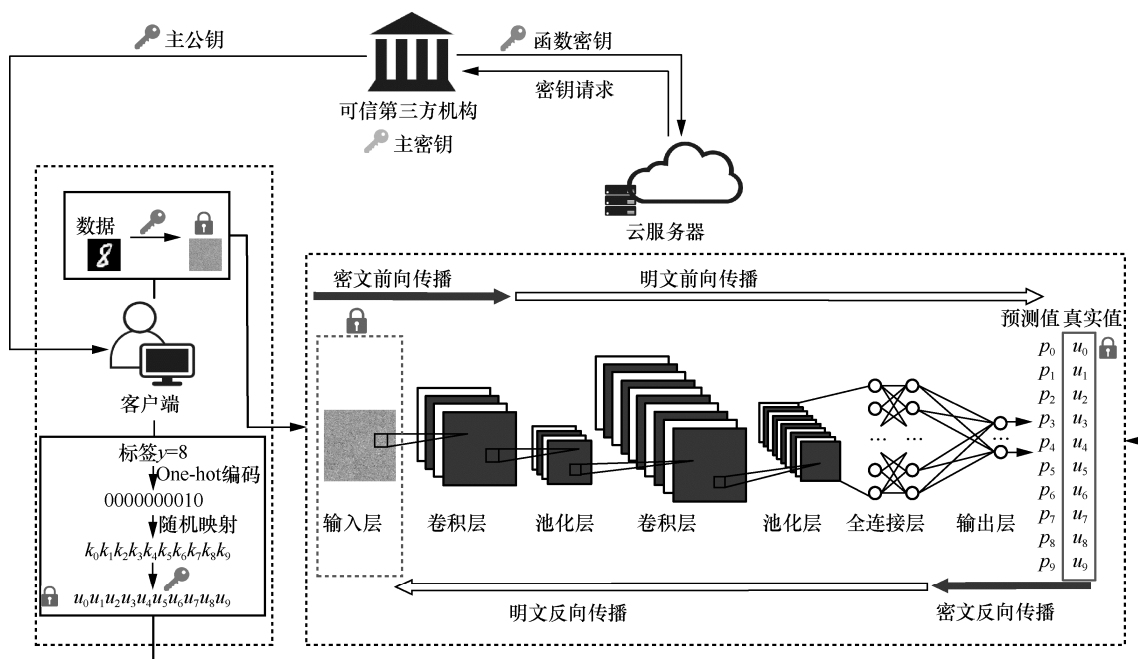 主公钥
函数密钥
密钥请求
可信第三方机构
主密钥
云服务器
数据
8
客户端
标签y=8
One-hot编码
0000000010
随机映射
k₀k₁k₂k₃k₄k₅k₆k₇k₈k₉
u₀u₁u₂u₃u₄u₅u₆u₇u₈u₉
密文前向传播
明文前向传播
预测值 真实值
p₀ u₀
p₁ u₁
p₂ u₂
p₃ u₃
p₄ u₄
p₅ u₅
p₆ u₆
p₇ u₇
p₈ u₈
p₉ u₉
... ... ...
输入层 卷积层 池化层 卷积层 池化层 全连接层 输出层
... ...
明文反向传播
密文反向传播